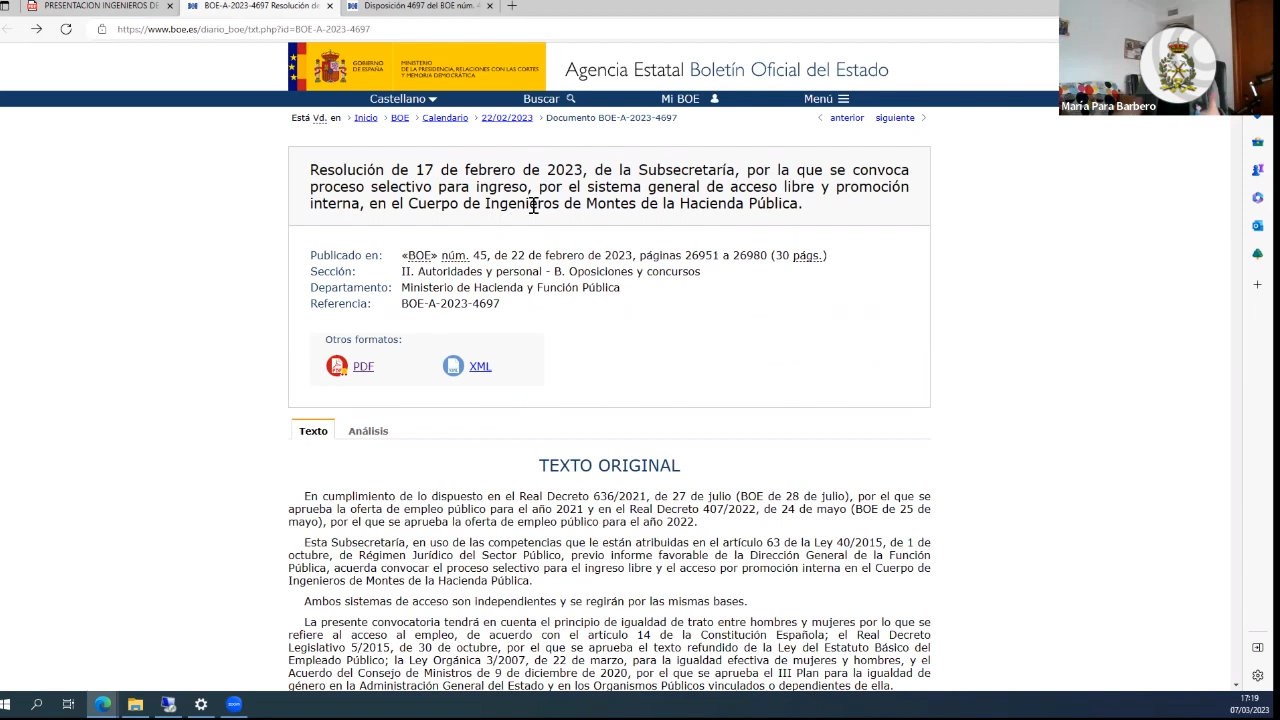 PRESENTACION INGENIEROS DE
BOE-A-2023-4697 Resolución de
Disposición 4697 del BOE núm. 4
https://www.boe.es/diario_boe/txt.php?id=BOE-A-2023-4697
GOBIERNO
DE ESPAÑA
MINISTERIO
DE LA PRESIDENCIA, RELACIONES CON LAS CORTES
Y MEMORIA DEMOCRÁTICA
Agencia Estatal Boletín Oficial del Estado
María Para Barbero
Castellano Buscar Mi BOE Menú
Está Vd. en > Inicio > BOE > Calendario > 22/02/2023 > Documento BOE-A-2023-4697 < anterior siguiente >
Resolución de 17 de febrero de 2023, de la Subsecretaría, por la que se convoca
proceso selectivo para ingreso, por el sistema general de acceso libre y promoción
interna, en el Cuerpo de Ingenieros de Montes de la Hacienda Pública.
Publicado en: «BOE» núm. 45, de 22 de febrero de 2023, páginas 26951 a 26980 (30 págs.)
Sección: II. Autoridades y personal - B. Oposiciones y concursos
Departamento: Ministerio de Hacienda y Función Pública
Referencia: BOE-A-2023-4697
Otros formatos:
PDF XML
Texto Análisis
TEXTO ORIGINAL
En cumplimiento de lo dispuesto en el Real Decreto 636/2021, de 27 de julio (BOE de 28 de julio), por el que se
aprueba la oferta de empleo público para el año 2021 y en el Real Decreto 407/2022, de 24 de mayo (BOE de 25 de
mayo), por el que se aprueba la oferta de empleo público para el año 2022.
Esta Subsecretaría, en uso de las competencias que le están atribuidas en el artículo 63 de la Ley 40/2015, de 1 de
octubre, de Régimen Jurídico del Sector Público, previo informe favorable de la Dirección General de la Función
Pública, acuerda convocar el proceso selectivo para el ingreso libre y el acceso por promoción interna en el Cuerpo de
Ingenieros de Montes de la Hacienda Pública.
Ambos sistemas de acceso son independientes y se regirán por las mismas bases.
La presente convocatoria tendrá en cuenta el principio de igualdad de trato entre hombres y mujeres por lo que se
refiere al acceso al empleo, de acuerdo con el artículo 14 de la Constitución Española; el Real Decreto
Legislativo 5/2015, de 30 de octubre, por el que se aprueba el texto refundido de la Ley del Estatuto Básico del
Empleado Público; la Ley Orgánica 3/2007, de 22 de marzo, para la igualdad efectiva de mujeres y hombres, y el
Acuerdo del Consejo de Ministros de 9 de diciembre de 2020, por el que se aprueba el III Plan para la igualdad de
género en la Administración General del Estado y en los Organismos Públicos vinculados o dependientes de ella.
17:19
07/03/2023